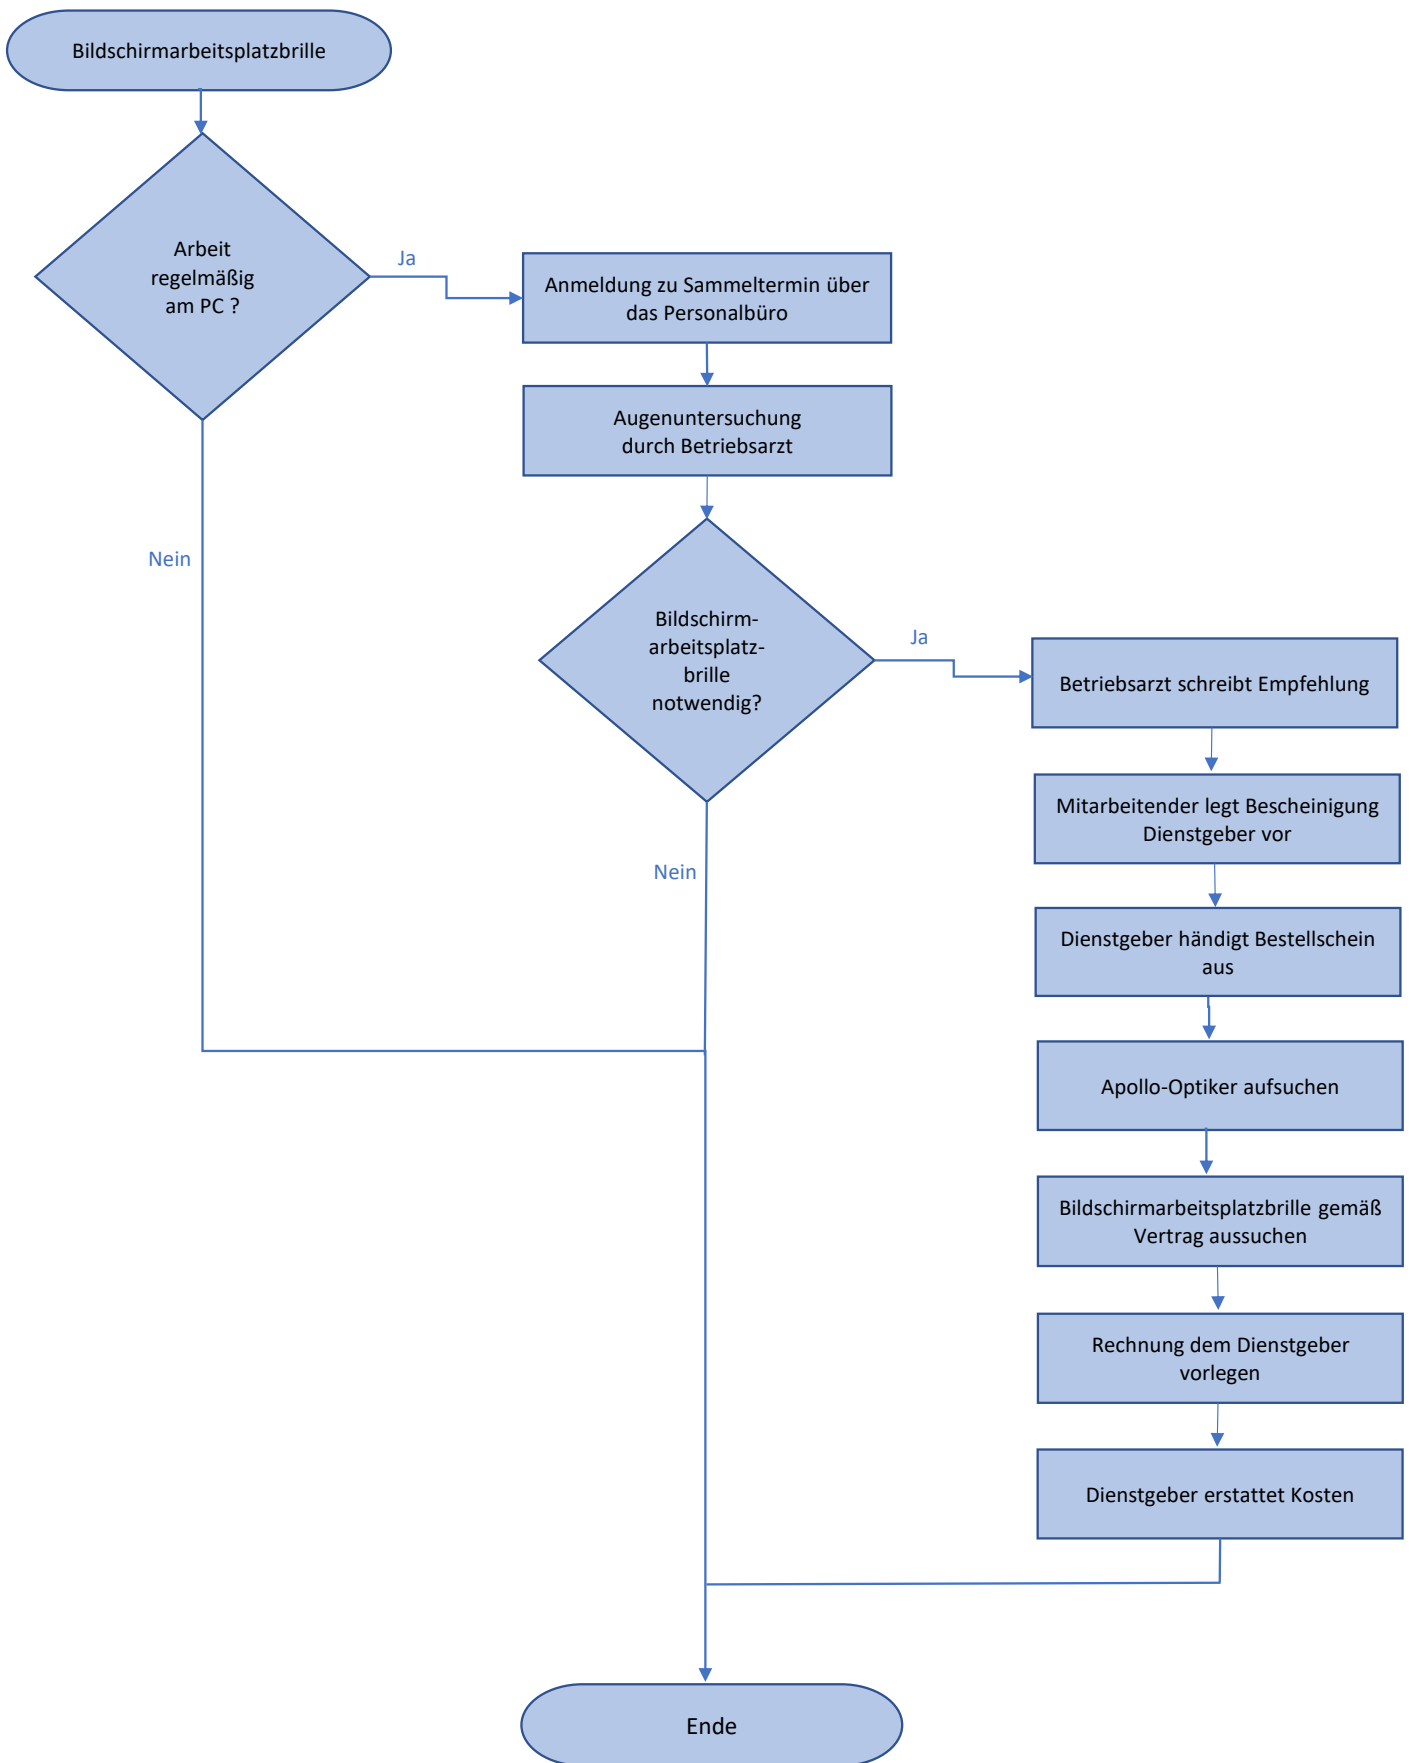 Bildschirmarbeitsplatzbrille
Arbeit
regelmäßig
am PC ?
Ja
Anmeldung zu Sammeltermin über
das Personalbüro
Augenuntersuchung
durch Betriebsarzt
Nein
Bildschirm-
arbeitsplatz-
brille
notwendig?
Ja
Betriebsarzt schreibt Empfehlung
Mitarbeitender legt Bescheinigung
Dienstgeber vor
Nein
Dienstgeber händigt Bestellschein
aus
Apollo-Optiker aufsuchen
Bildschirmarbeitsplatzbrille gemäß
Vertrag aussuchen
Rechnung dem Dienstgeber
vorlegen
Dienstgeber erstattet Kosten
Ende